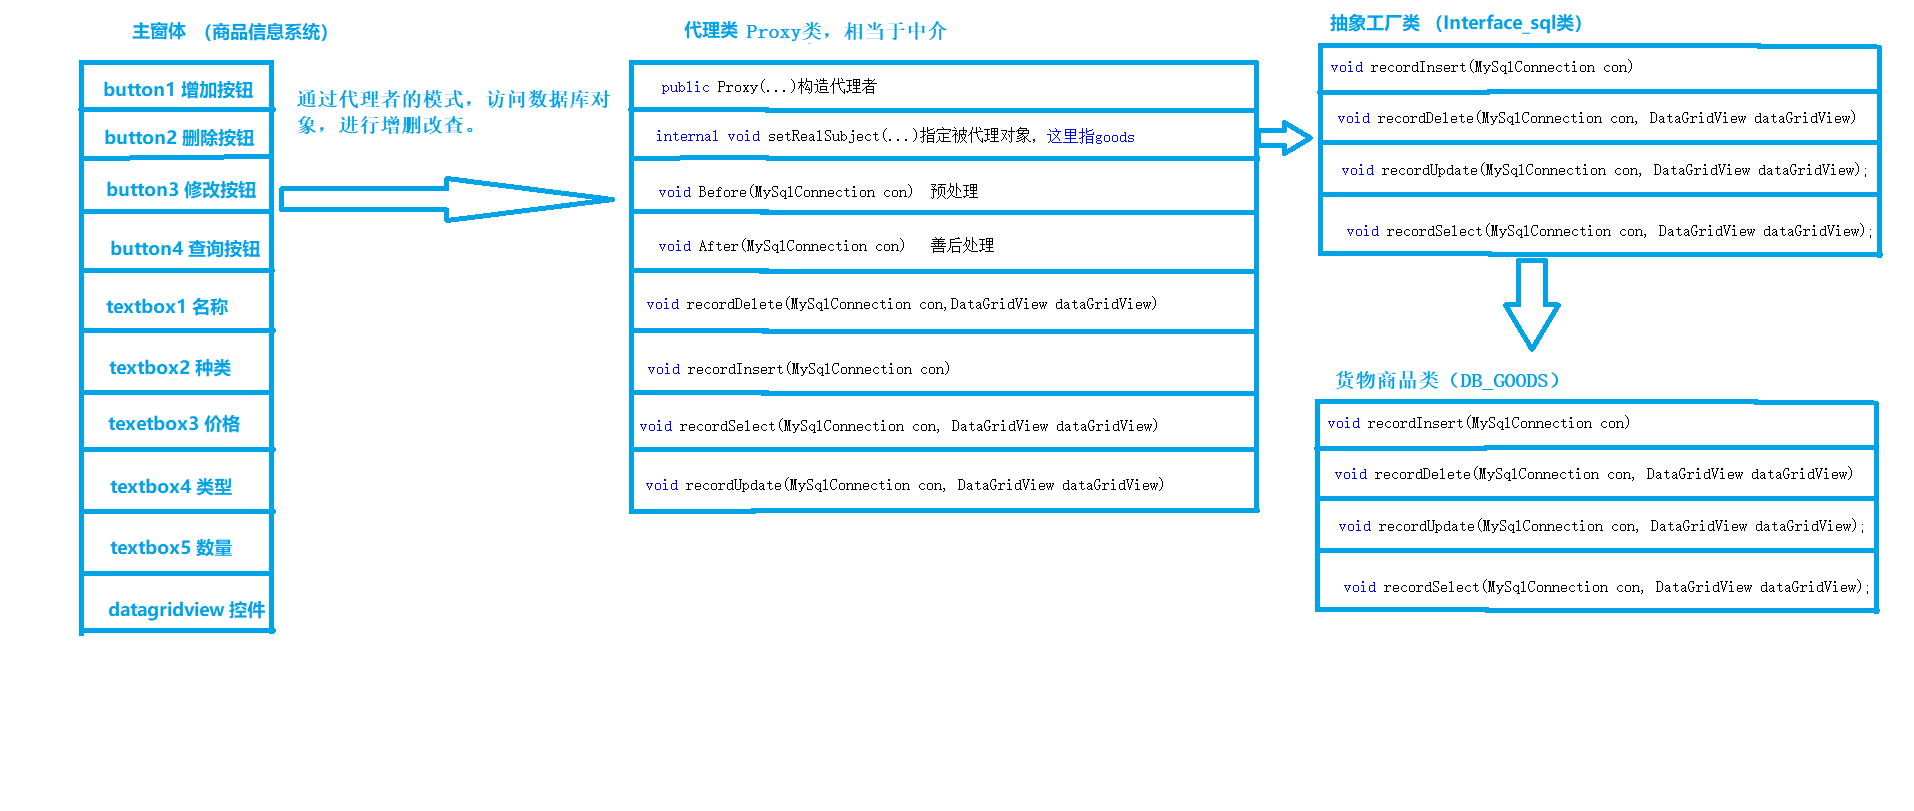 主窗体 （商品信息系统）
button1 增加按钮
button2 删除按钮
button3 修改按钮
button4 查询按钮
textbox1 名称
textbox2 种类
texetbox3 价格
textbox4 类型
textbox5 数量
datagridview 控件
通过代理者的模式，访问数据库对
象，进行增删改查。
代理类 Proxy类，相当于中介
public Proxy(...)构造代理者
internal void setRealSubject(...)指定被代理对象，这里指goods
void Before(MySqlConnection con) 预处理
void After(MySqlConnection con) 善后处理
void recordDelete(MySqlConnection con,DataGridView dataGridView)
void recordInsert(MySqlConnection con)
void recordSelect(MySqlConnection con, DataGridView dataGridView)
void recordUpdate(MySqlConnection con, DataGridView dataGridView)
抽象工厂类 （Interface_sql类）
void recordInsert(MySqlConnection con)
void recordDelete(MySqlConnection con, DataGridView dataGridView)
void recordUpdate(MySqlConnection con, DataGridView dataGridView);
void recordSelect(MySqlConnection con, DataGridView dataGridView);
货物商品类（DB_GOODS）
void recordInsert(MySqlConnection con)
void recordDelete(MySqlConnection con, DataGridView dataGridView)
void recordUpdate(MySqlConnection con, DataGridView dataGridView);
void recordSelect(MySqlConnection con, DataGridView dataGridView);